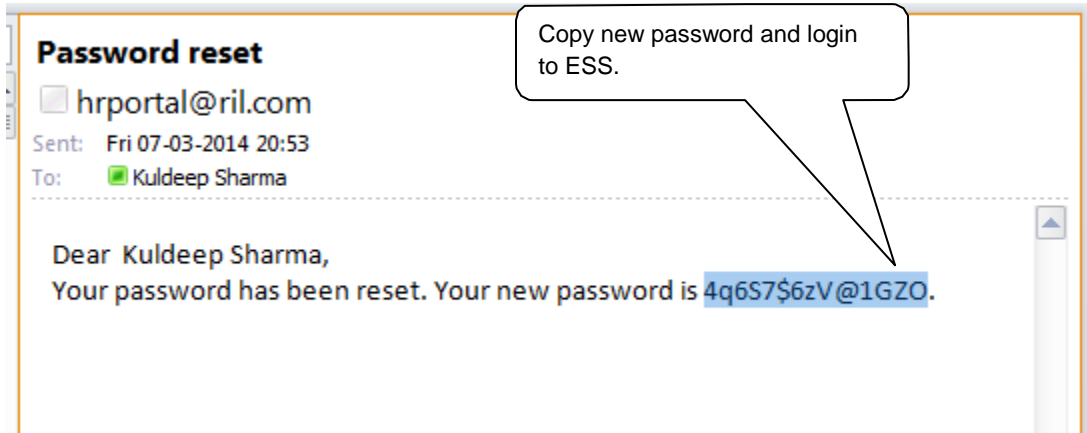 Password reset
Copy new password and login
to ESS.
hrportal@ril.com
Sent: Fri 07-03-2014 20:53
To: Kuldeep Sharma
Dear Kuldeep Sharma,
Your password has been reset. Your new password is 4q6S7$6zV@1GZO.